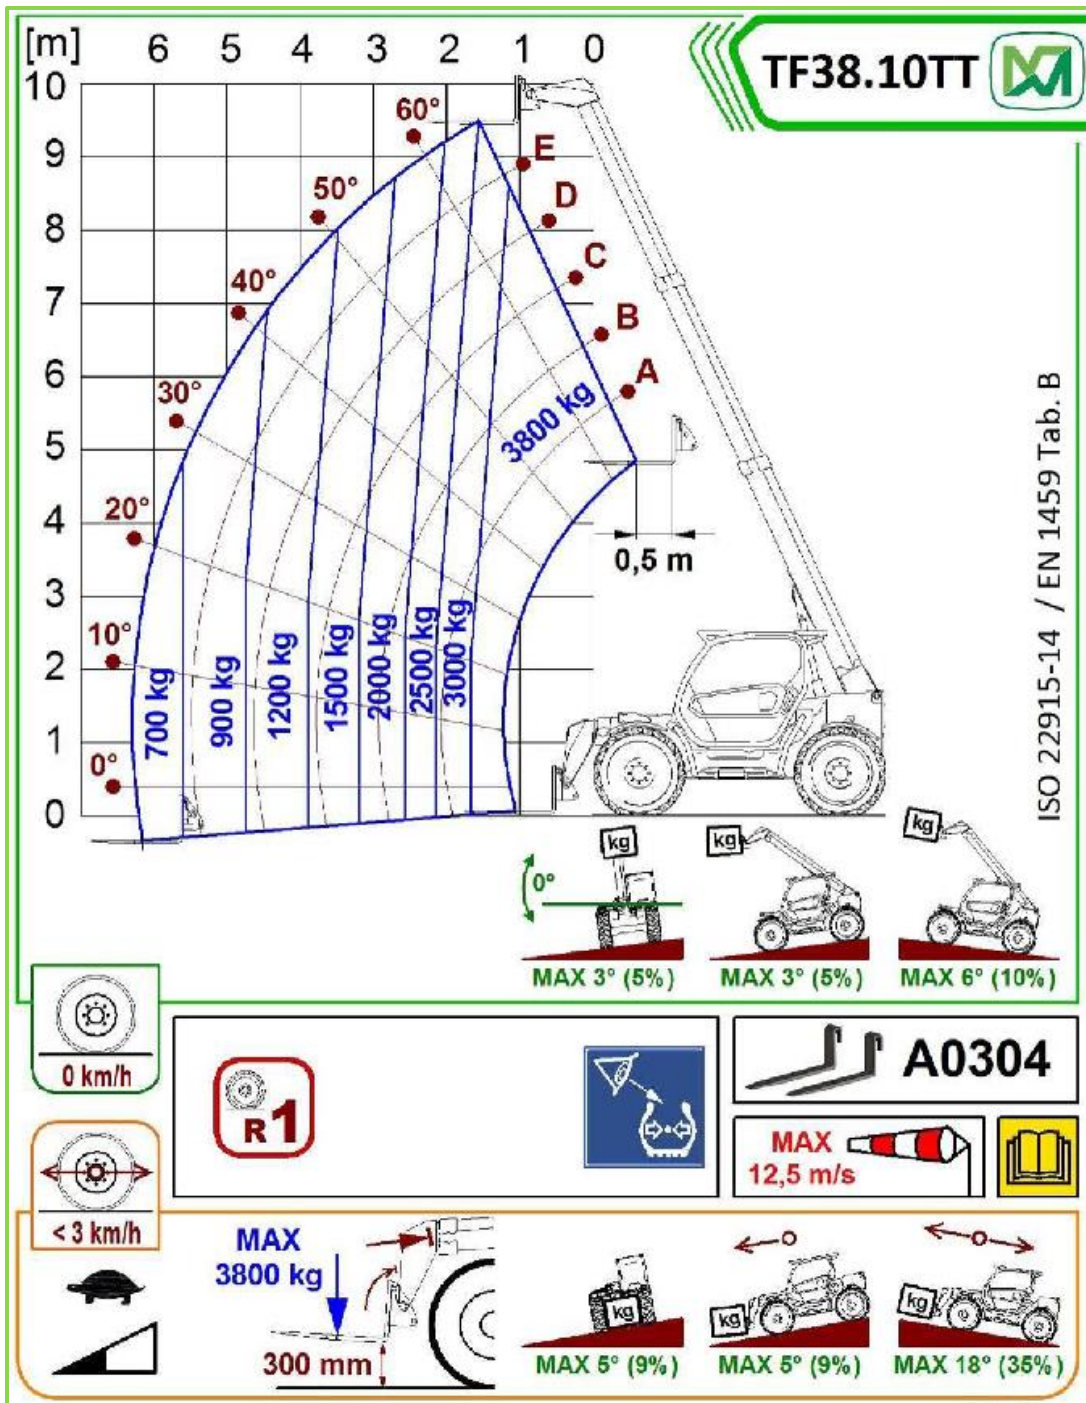 [m] 6 5 4 3 2 1 0
TF38.10TT
10
9
8
7
6
5
4
3
2
1
0
60°
50°
40°
30°
20°
10°
0°
E
D
C
B
A
3800 kg
0,5 m
700 kg
900 kg
1200 kg
1500 kg
2000 kg
2500 kg
3000 kg
ISO 22915-14 / EN 1459 Tab. B
kg
kg
kg
0°
MAX 3° (5%)
MAX 3° (5%)
MAX 6° (10%)
0 km/h
R1
A0304
MAX
12,5 m/s
< 3 km/h
MAX
3800 kg
300 mm
kg
kg
kg
MAX 5° (9%)
MAX 5° (9%)
MAX 18° (35%)